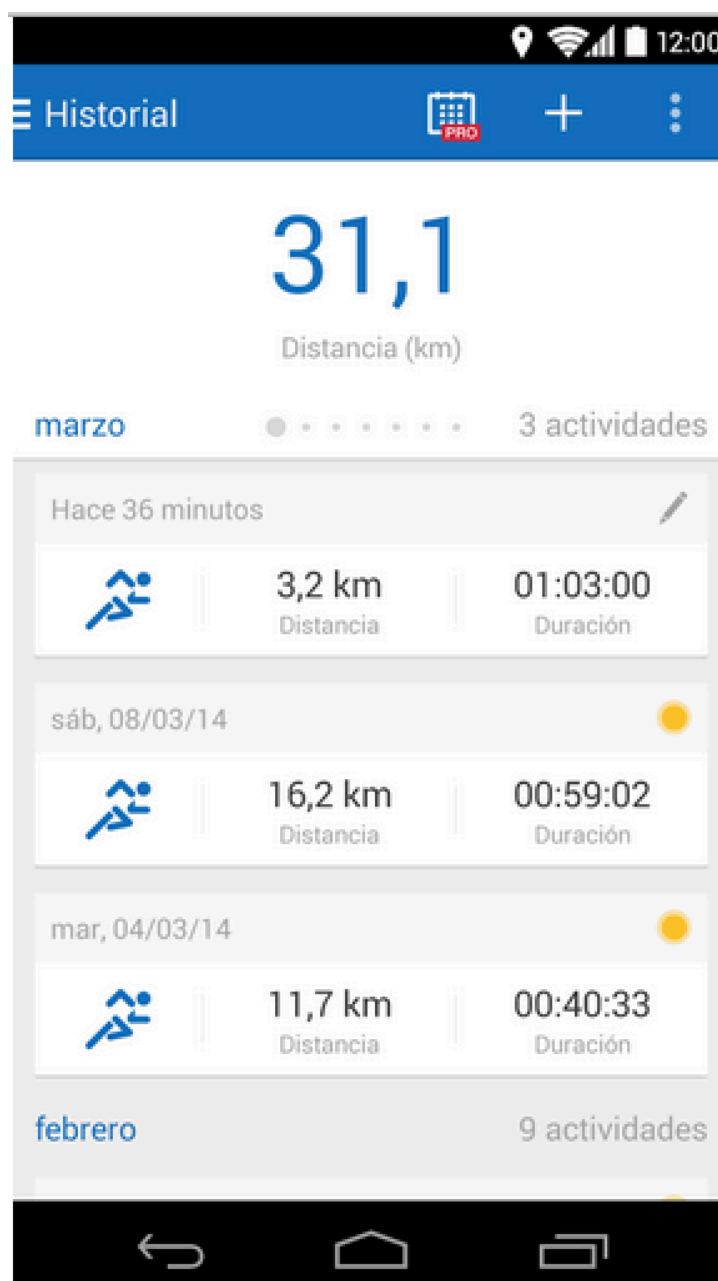 12:00
Historial
PRO
31,1
Distancia (km)
marzo 3 actividades
Hace 36 minutos
3,2 km 01:03:00
Distancia Duración
sáb, 08/03/14
16,2 km 00:59:02
Distancia Duración
mar, 04/03/14
11,7 km 00:40:33
Distancia Duración
febrero 9 actividades